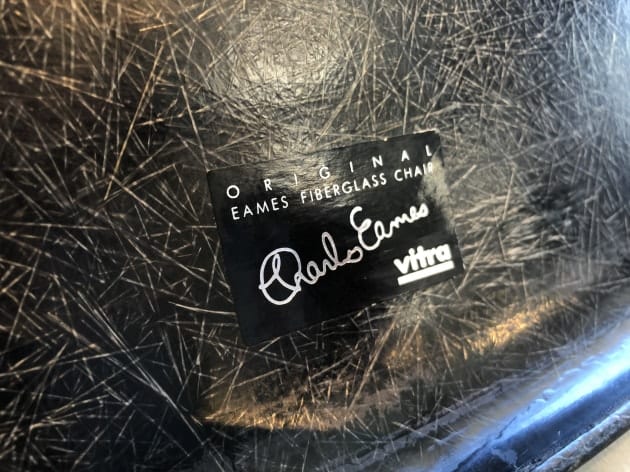 ORIGINAL
EAMES FIBERGLASS CHAIR
Charles Eames
vitra